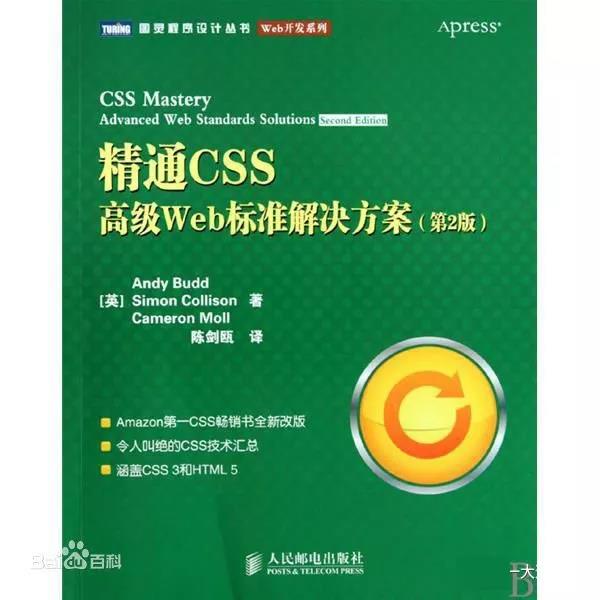 TURING 图灵程序设计丛书 Web开发系列 Apress®
CSS Mastery
Advanced Web Standards Solutions Second Edition
精通CSS
高级Web标准解决方案（第2版）
Andy Budd
[英] Simon Collison 著
Cameron Moll
陈剑瓯 译
Amazon第一CSS畅销书全新改版
令人叫绝的CSS技术汇总
涵盖CSS 3和HTML 5
Baidu百科
人民邮电出版社
POSTS & TELECOM PRESS